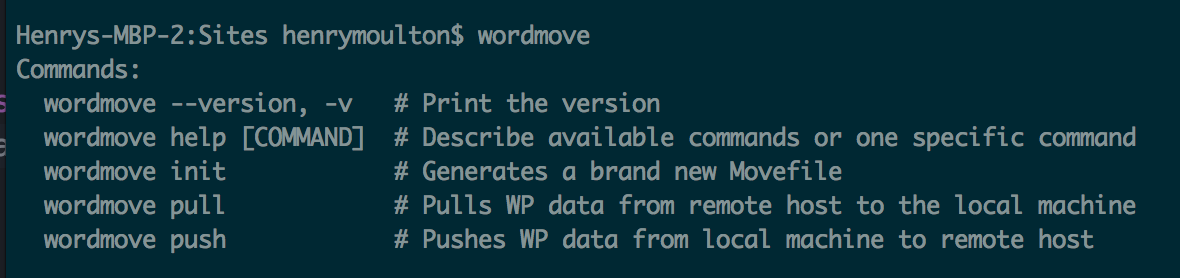 Henrys-MBP-2:Sites henrymoulton$ wordmove
Commands:
  wordmove --version, -v   # Print the version
  wordmove help [COMMAND]  # Describe available commands or one specific command
  wordmove init            # Generates a brand new Movefile
  wordmove pull            # Pulls WP data from remote host to the local machine
  wordmove push            # Pushes WP data from local machine to remote host